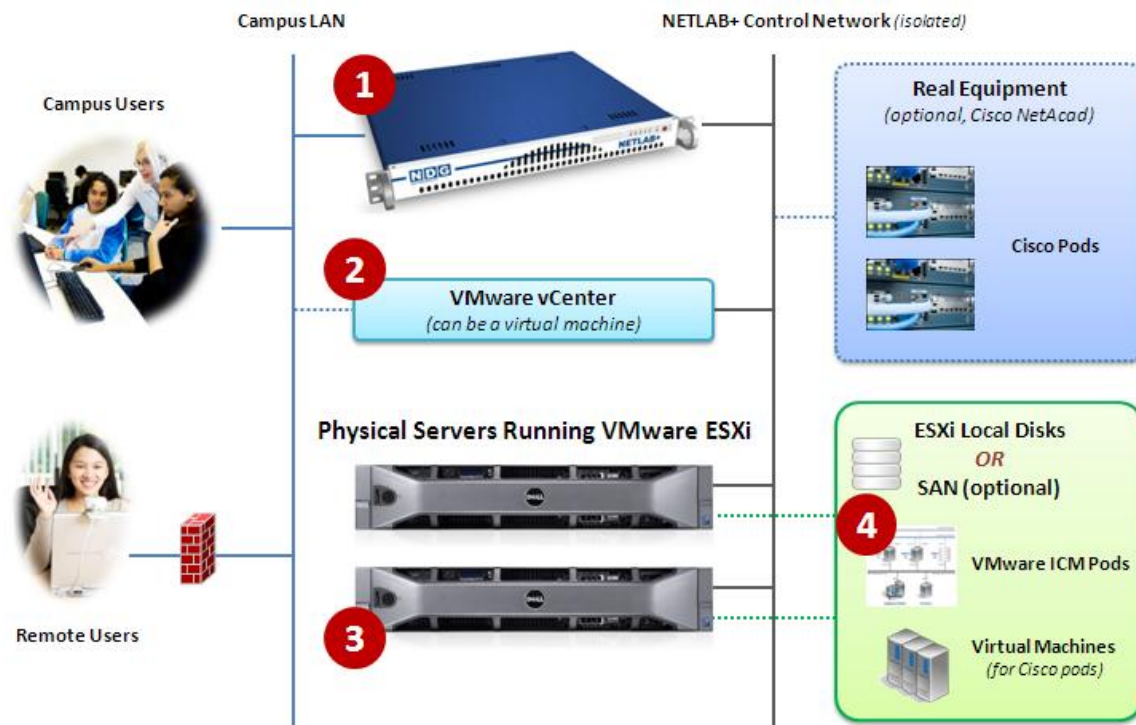 Campus LAN
NETLAB+ Control Network (isolated)
1
Campus Users
NDG
NETLAB+
Real Equipment
(optional, Cisco NetAcad)
Cisco Pods
2
VMware vCenter
(can be a virtual machine)
Physical Servers Running VMware ESXi
DELL
DELL
3
Remote Users
ESXi Local Disks
OR
SAN (optional)
4
VMware ICM Pods
Virtual Machines
(for Cisco pods)